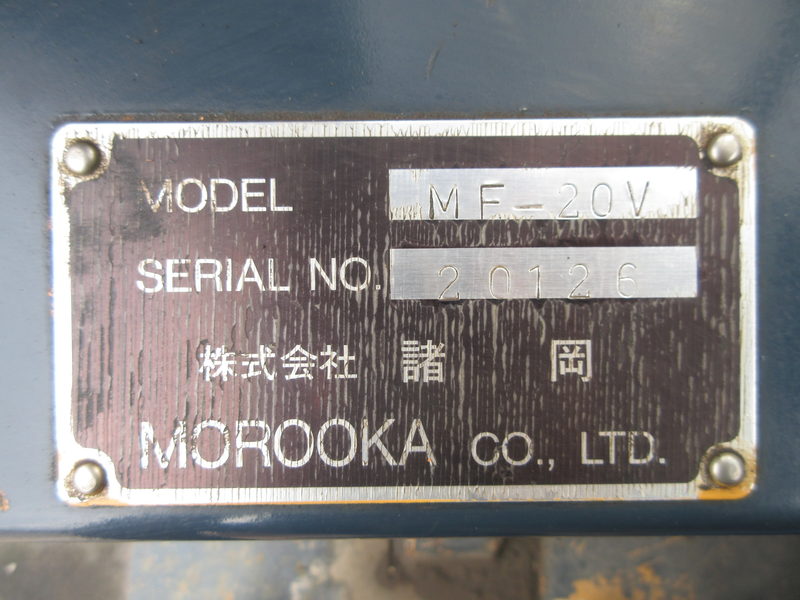 MODEL MF-20V
SERIAL NO. 20126
株式会社 諸 岡
MOROOKA CO., LTD.